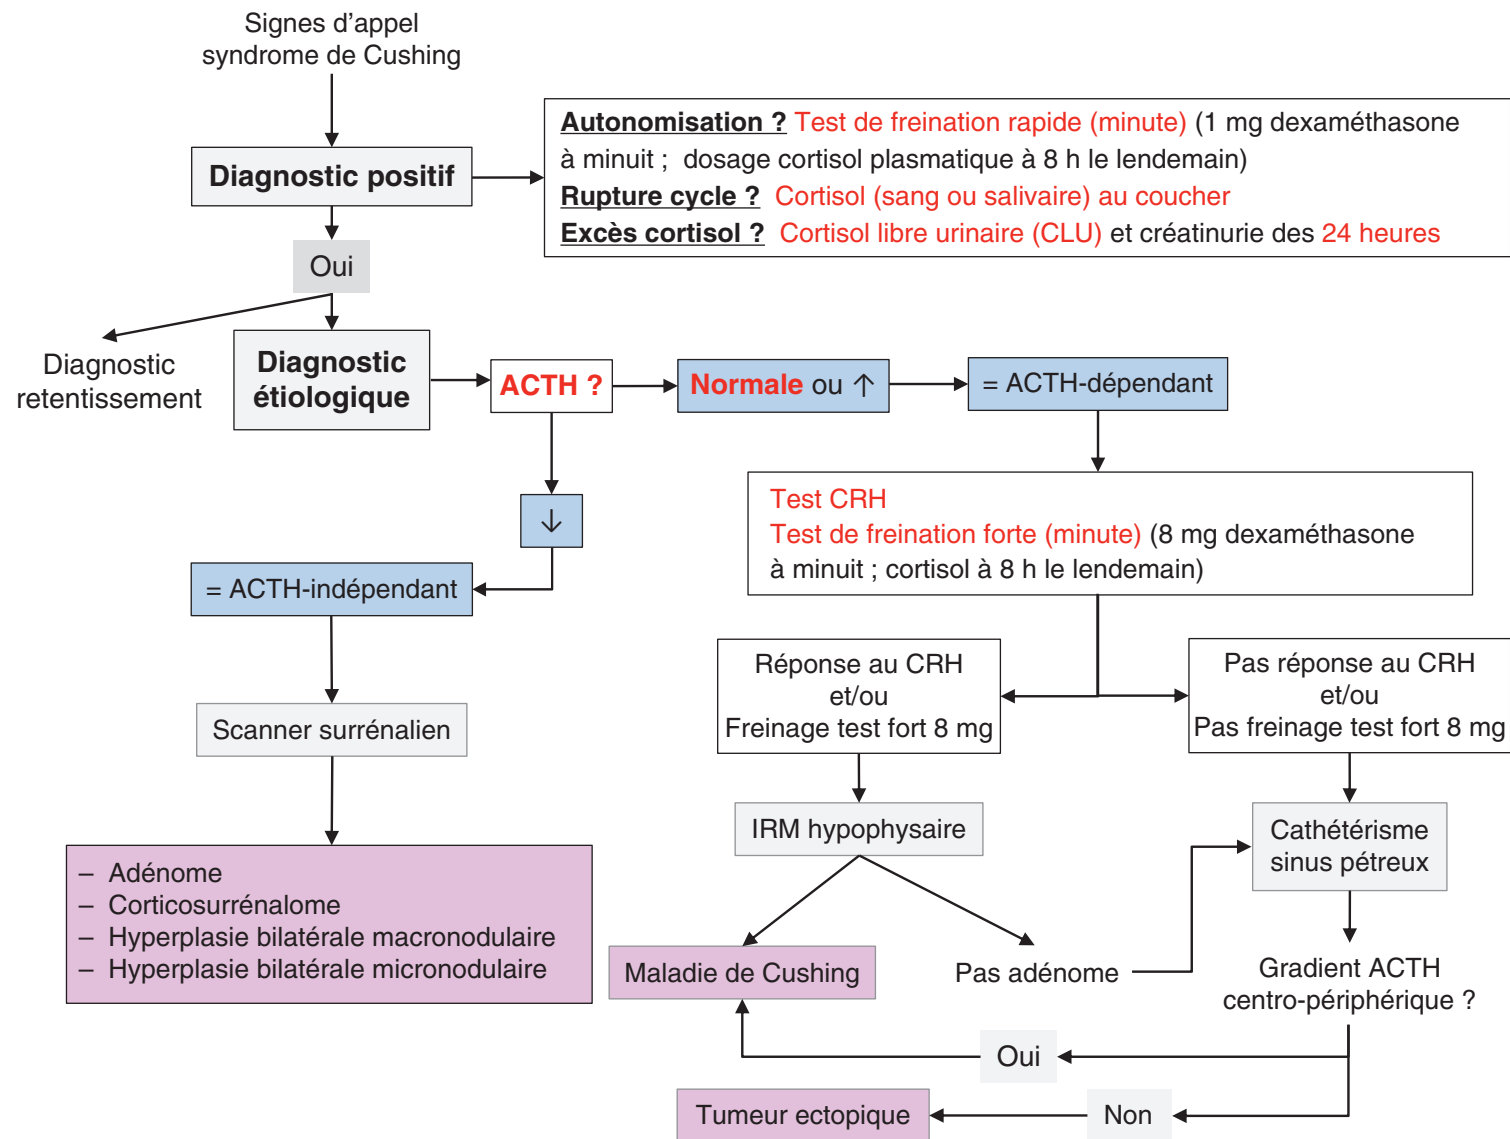 Signes d’appel
syndrome de Cushing
Diagnostic positif
Autonomisation ? Test de freination rapide (minute) (1 mg dexaméthasone
à minuit ; dosage cortisol plasmatique à 8 h le lendemain)
Rupture cycle ? Cortisol (sang ou salivaire) au coucher
Excès cortisol ? Cortisol libre urinaire (CLU) et créatinurie des 24 heures
Oui
Diagnostic
retentissement
Diagnostic
étiologique
ACTH ?
Normale ou ↑
= ACTH-dépendant
↓
= ACTH-indépendant
Test CRH
Test de freination forte (minute) (8 mg dexaméthasone
à minuit ; cortisol à 8 h le lendemain)
Scanner surrénalien
Réponse au CRH
et/ou
Freinage test fort 8 mg
Pas réponse au CRH
et/ou
Pas freinage test fort 8 mg
IRM hypophysaire
Cathétérisme
sinus pétreux
– Adénome
– Corticosurrénalome
– Hyperplasie bilatérale macronodulaire
– Hyperplasie bilatérale micronodulaire
Maladie de Cushing
Pas adénome
Gradient ACTH
centro-périphérique ?
Oui
Tumeur ectopique
Non